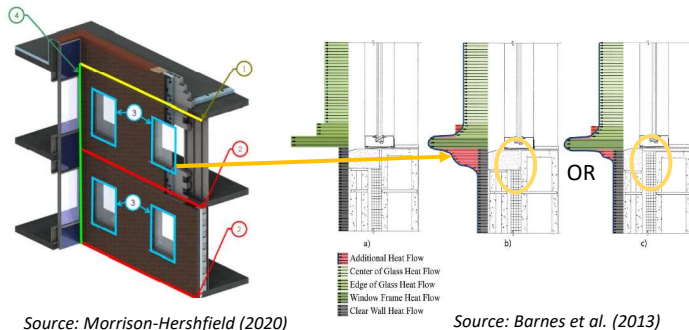 4
1
3
2
3
2
OR
a)
b)
c)
Additional Heat Flow
Center of Glass Heat Flow
Edge of Glass Heat Flow
Window Frame Heat Flow
Clear Wall Heat Flow
Source: Morrison-Hershfield (2020)
Source: Barnes et al. (2013)